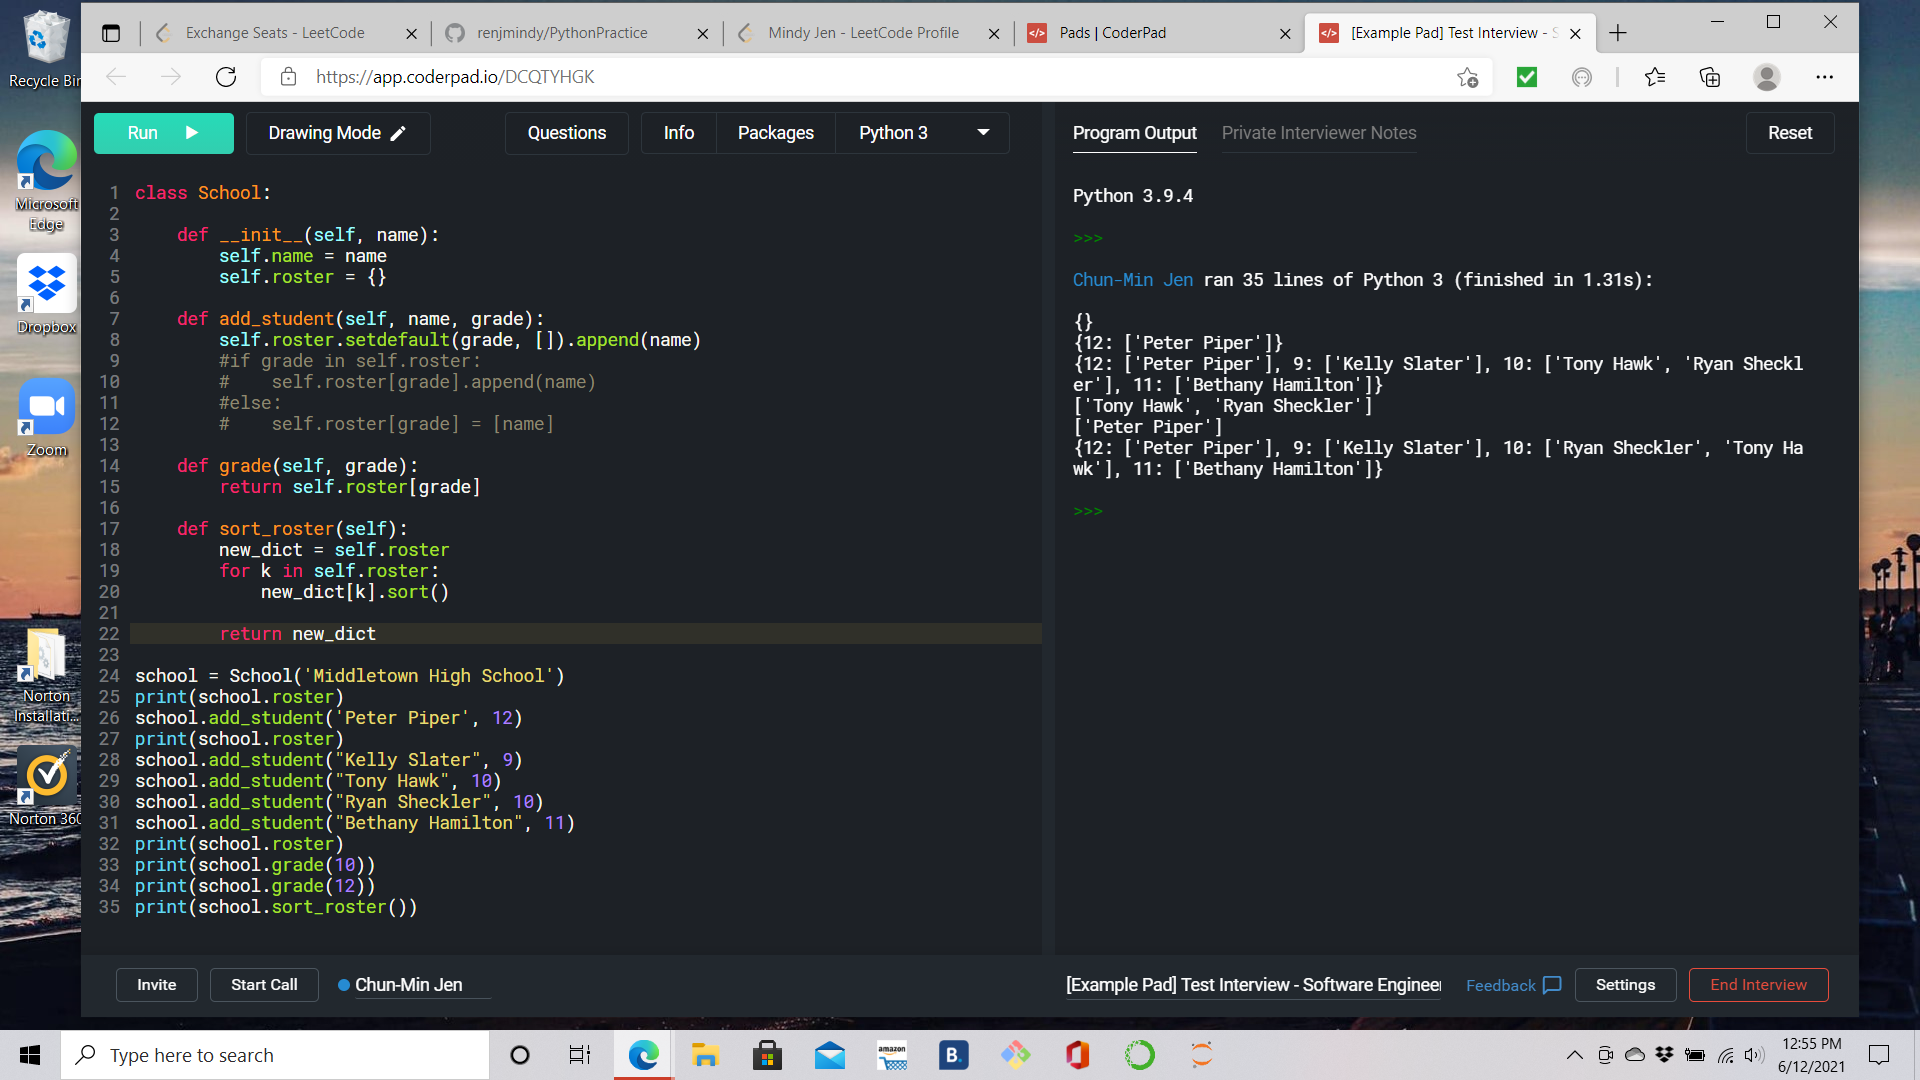 Recycle Bin
Microsoft Edge
Dropbox
Zoom
Norton Installati...
Norton 360
Exchange Seats - LeetCode
renjmindy/PythonPractice
Mindy Jen - LeetCode Profile
Pads | CoderPad
[Example Pad] Test Interview - S
https://app.coderpad.io/DCQTYHGK
Run
Drawing Mode
Questions
Info
Packages
Python 3
Program Output
Private Interviewer Notes
Reset
1 class School:
2
3     def __init__(self, name):
4         self.name = name
5         self.roster = {}
6
7     def add_student(self, name, grade):
8         self.roster.setdefault(grade, []).append(name)
9         #if grade in self.roster:
10         #    self.roster[grade].append(name)
11         #else:
12         #    self.roster[grade] = [name]
13
14     def grade(self, grade):
15         return self.roster[grade]
16
17     def sort_roster(self):
18         new_dict = self.roster
19         for k in self.roster:
20             new_dict[k].sort()
21
22         return new_dict
23
24 school = School('Middletown High School')
25 print(school.roster)
26 school.add_student('Peter Piper', 12)
27 print(school.roster)
28 school.add_student("Kelly Slater", 9)
29 school.add_student("Tony Hawk", 10)
30 school.add_student("Ryan Sheckler", 10)
31 school.add_student("Bethany Hamilton", 11)
32 print(school.roster)
33 print(school.grade(10))
34 print(school.grade(12))
35 print(school.sort_roster())
Python 3.9.4
>>>
Chun-Min Jen ran 35 lines of Python 3 (finished in 1.31s):
{}
{12: ['Peter Piper']}
{12: ['Peter Piper'], 9: ['Kelly Slater'], 10: ['Tony Hawk', 'Ryan Sheckl
er'], 11: ['Bethany Hamilton']}
['Tony Hawk', 'Ryan Sheckler']
['Peter Piper']
{12: ['Peter Piper'], 9: ['Kelly Slater'], 10: ['Ryan Sheckler', 'Tony Ha
wk'], 11: ['Bethany Hamilton']}
>>>
Invite
Start Call
Chun-Min Jen
[Example Pad] Test Interview - Software Engineer
Feedback
Settings
End Interview
Type here to search
amazon
B.
12:55 PM
6/12/2021